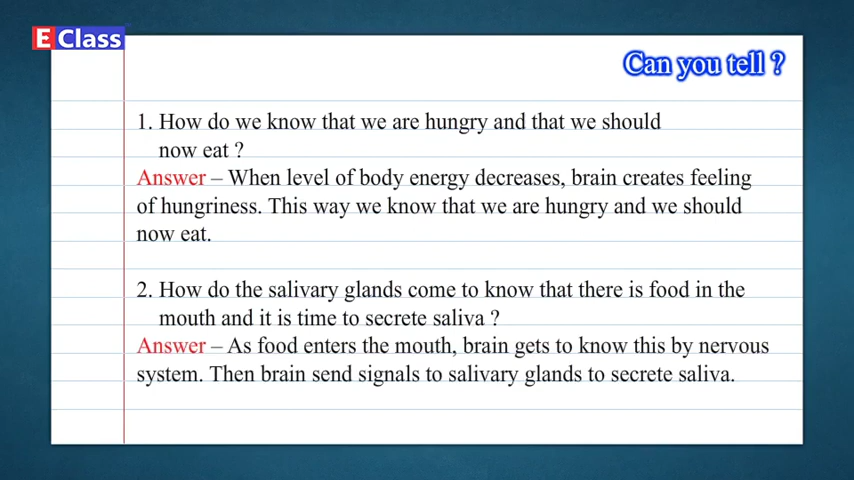 E Class
Can you tell ?
1. How do we know that we are hungry and that we should
now eat ?
Answer – When level of body energy decreases, brain creates feeling
of hungriness. This way we know that we are hungry and we should
now eat.
2. How do the salivary glands come to know that there is food in the
mouth and it is time to secrete saliva ?
Answer – As food enters the mouth, brain gets to know this by nervous
system. Then brain send signals to salivary glands to secrete saliva.